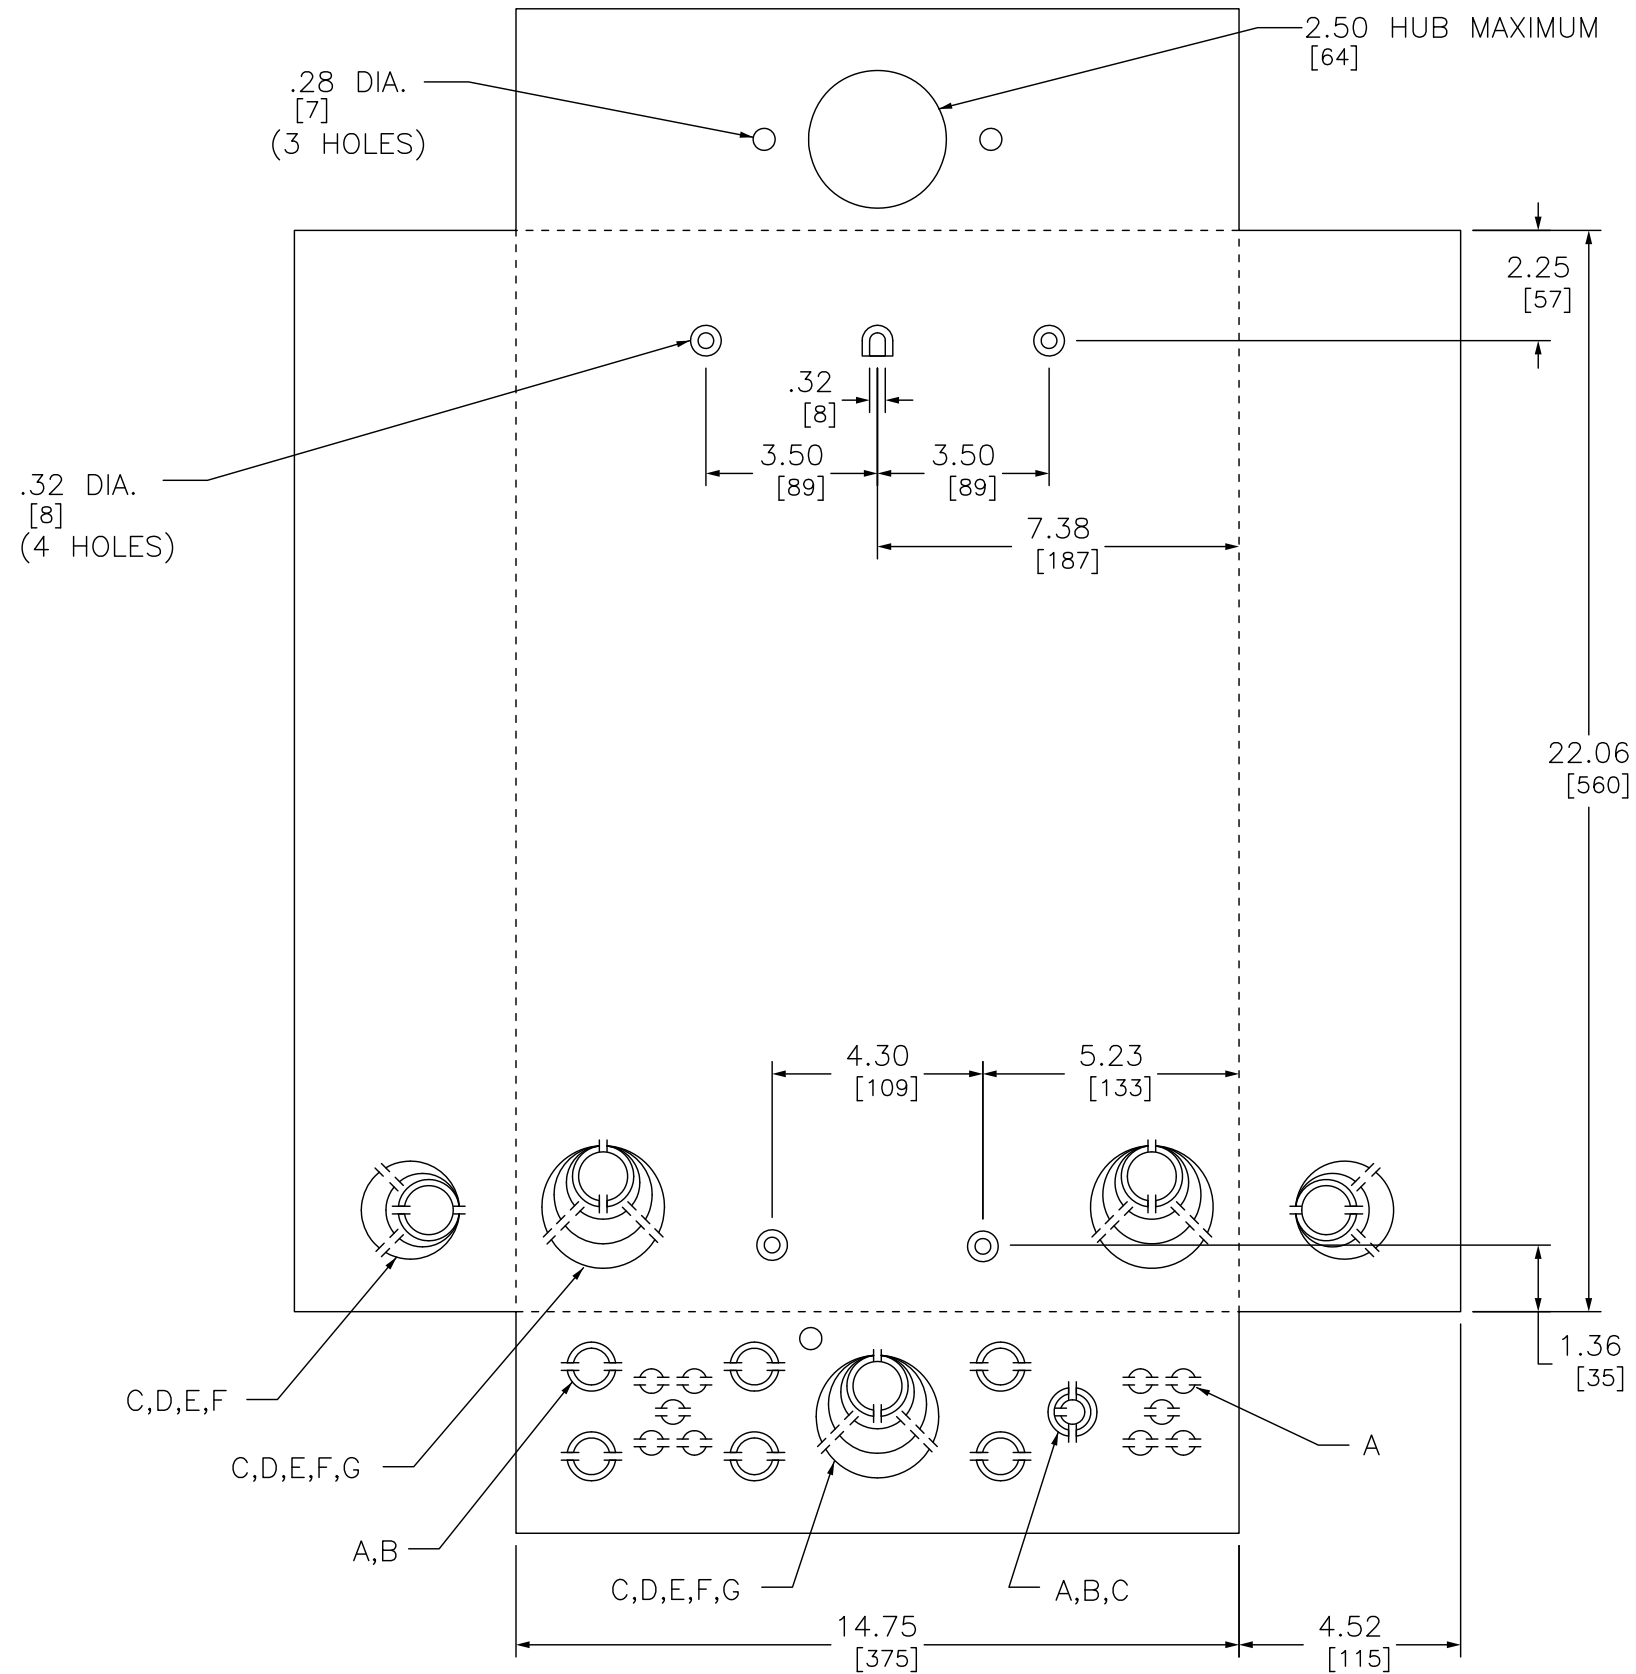 2.50 HUB MAXIMUM
[64]
.28 DIA.
[7]
(3 HOLES)
2.25
[57]
.32
[8]
3.50
[89]
3.50
[89]
.32 DIA.
[8]
(4 HOLES)
7.38
[187]
22.06
[560]
4.30
[109]
5.23
[133]
1.36
[35]
C,D,E,F
C,D,E,F,G
A
A,B
C,D,E,F,G
A,B,C
14.75
[375]
4.52
[115]